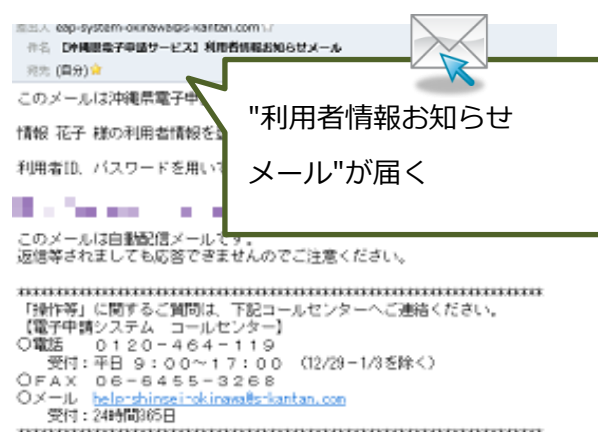 差出人 eap-system-okinawa@s-kantan.com
件名 【沖縄県電子申請サービス】利用者情報お知らせメール
宛先 (自分)
このメールは沖縄県電子申
情報 花子 様の利用者情報を
利用者ID、パスワードを用いて
"利用者情報お知らせ
メール"が届く
このメールは自動配信メールです。
返信等されましても応答できませんのでご注意ください。
「操作等」に関するご質問は、下記コールセンターへご連絡ください。
【電子申請システム コールセンター】
○電話 0120-464-119
受付：平日 9:00～17:00 (12/29-1/3を除く)
○FAX 06-6455-3268
○メール help-shinsei-okinawa@s-kantan.com
受付：24時間365日